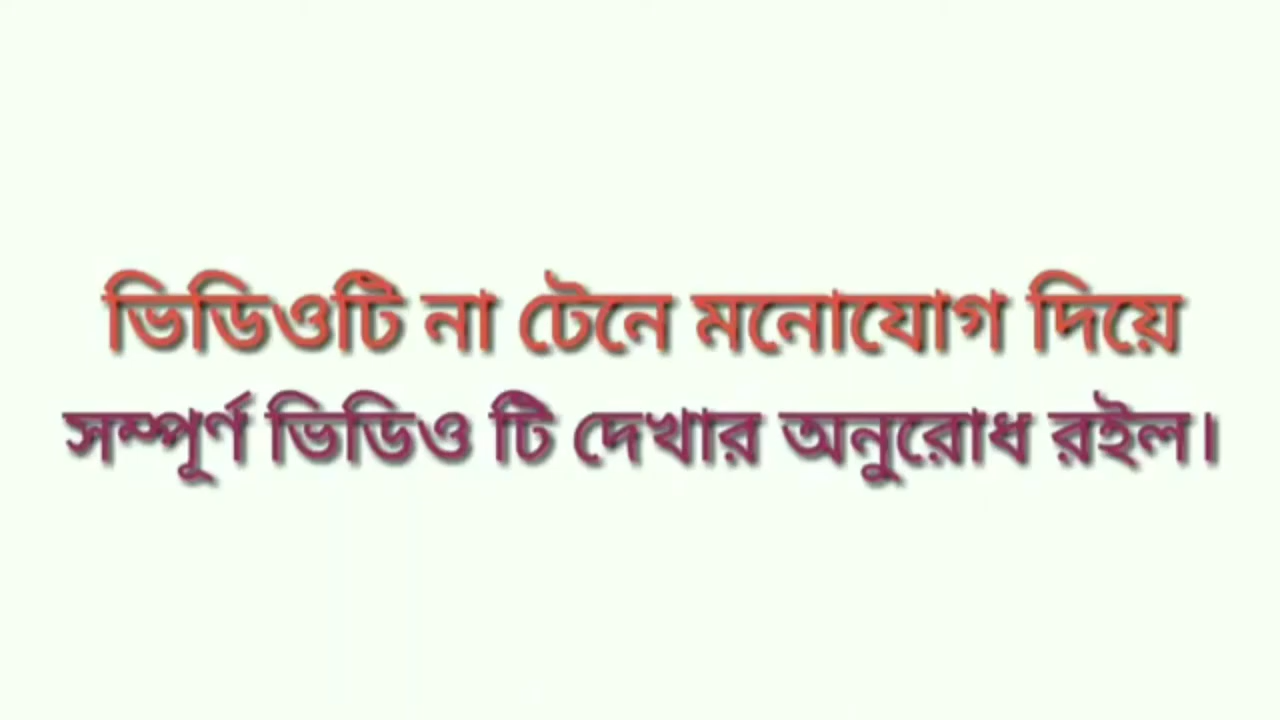 ভিডিওটি না টেনে মনোযোগ দিয়ে
সম্পূর্ণ ভিডিও টি দেখার অনুরোধ রইল।